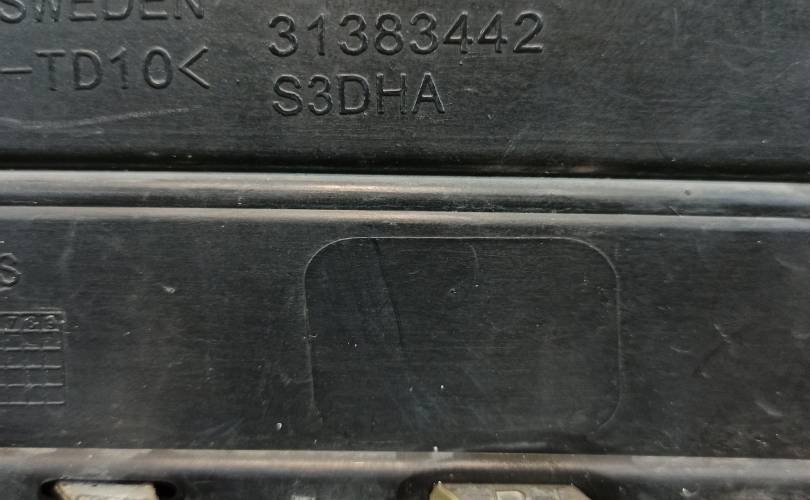 SWEDEN
-TD10<
31383442
S3DHA
S